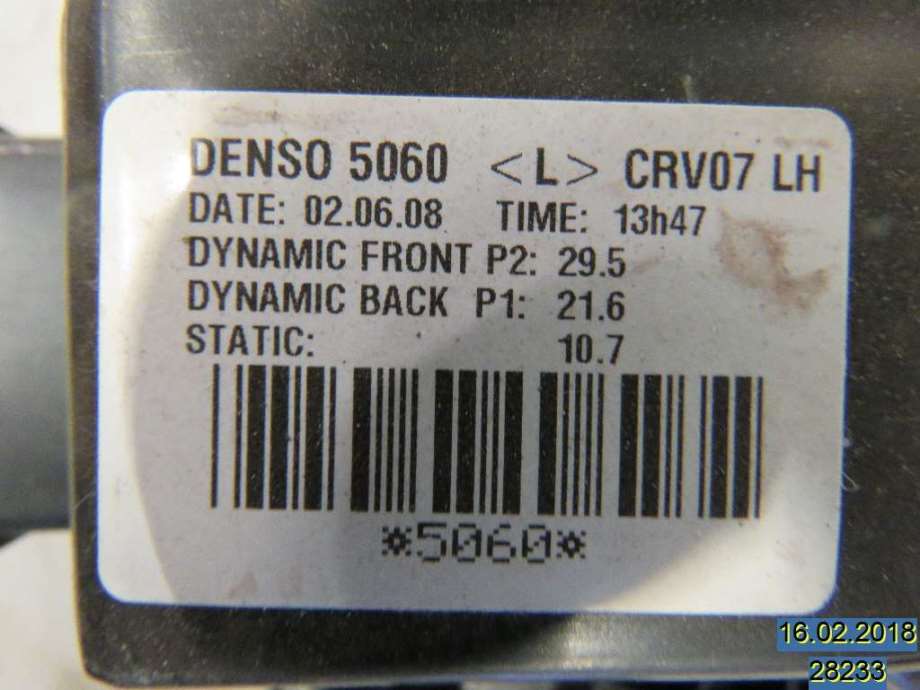 DENSO 5060 <L> CRV07 LH
DATE: 02.06.08 TIME: 13h47
DYNAMIC FRONT P2: 29.5
DYNAMIC BACK P1: 21.6
STATIC: 10.7
*5060*
16.02.2018
28233